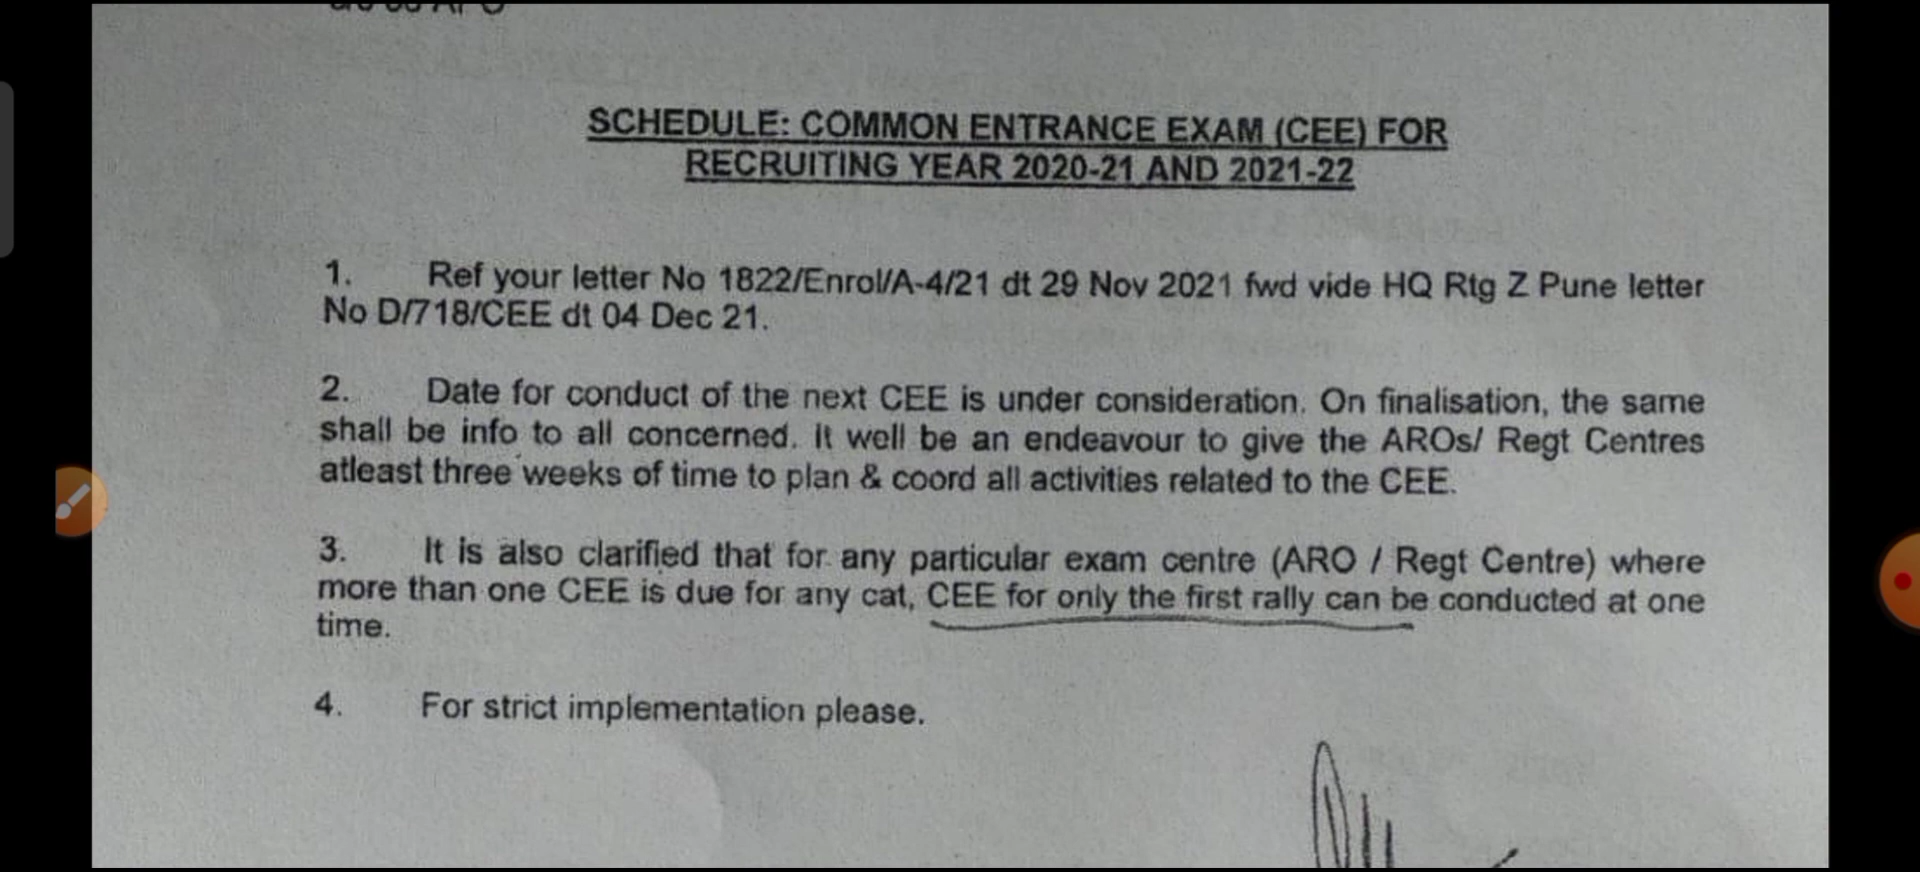 SCHEDULE: COMMON ENTRANCE EXAM (CEE) FOR
RECRUITING YEAR 2020-21 AND 2021-22
1. Ref your letter No 1822/Enrol/A-4/21 dt 29 Nov 2021 fwd vide HQ Rtg Z Pune letter
No D/718/CEE dt 04 Dec 21.
2. Date for conduct of the next CEE is under consideration. On finalisation, the same
shall be info to all concerned. It well be an endeavour to give the AROs/ Regt Centres
atleast three weeks of time to plan & coord all activities related to the CEE.
3. It is also clarified that for any particular exam centre (ARO / Regt Centre) where
more than one CEE is due for any cat, CEE for only the first rally can be conducted at one
time.
4. For strict implementation please.